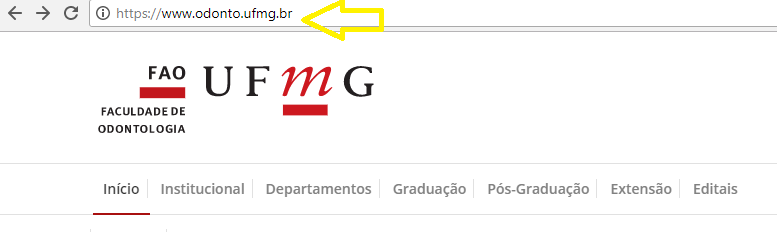 https://www.odonto.ufmg.br
FAO UFmG
FACULDADE DE
ODONTOLOGIA
Início Institucional Departamentos Graduação Pós-Graduação Extensão Editais